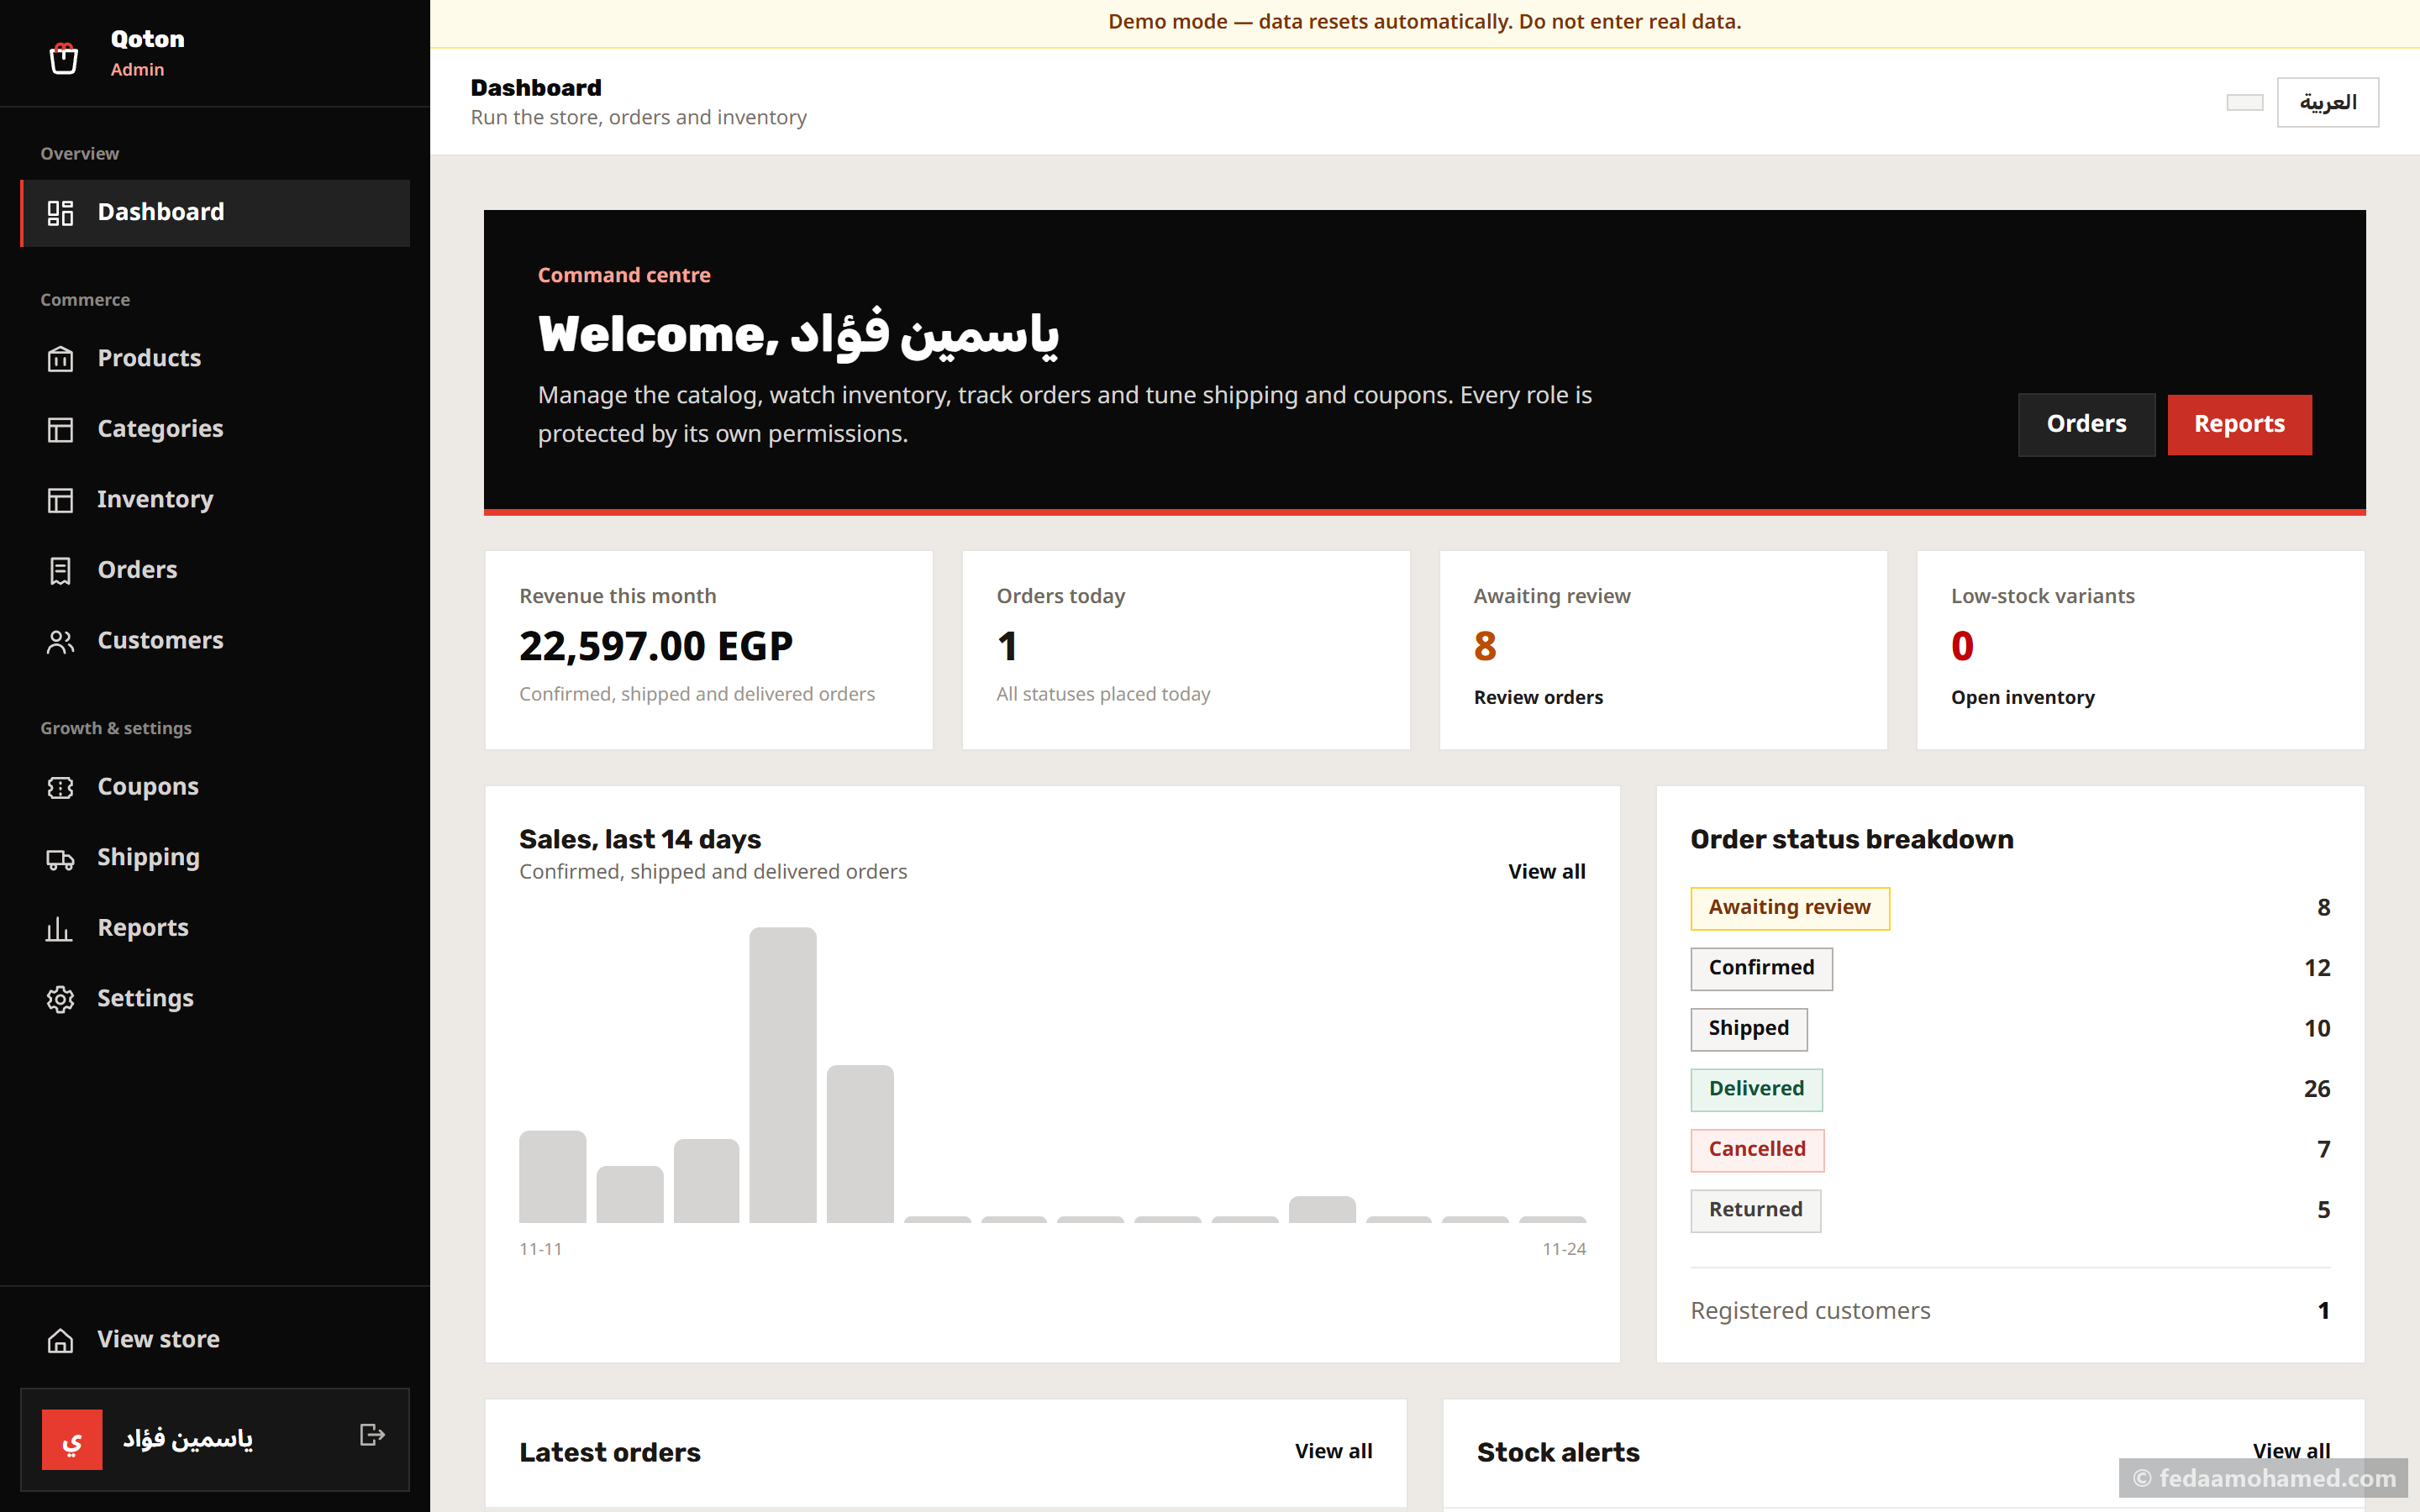 Qoton
Admin
Overview
Dashboard
Commerce
Products
Categories
Inventory
Orders
Customers
Growth & settings
Coupons
Shipping
Reports
Settings
View store
ي
ياسمين فؤاد
Demo mode — data resets automatically. Do not enter real data.
Dashboard
Run the store, orders and inventory
العربية
Command centre
Welcome, ياسمين فؤاد
Manage the catalog, watch inventory, track orders and tune shipping and coupons. Every role is
protected by its own permissions.
Orders
Reports
Revenue this month
22,597.00 EGP
Confirmed, shipped and delivered orders
Orders today
1
All statuses placed today
Awaiting review
8
Review orders
Low-stock variants
0
Open inventory
Sales, last 14 days
Confirmed, shipped and delivered orders
View all
11-11
11-24
Order status breakdown
Awaiting review 8
Confirmed 12
Shipped 10
Delivered 26
Cancelled 7
Returned 5
Registered customers 1
Latest orders
View all
Stock alerts
View all
© fedaamohamed.com